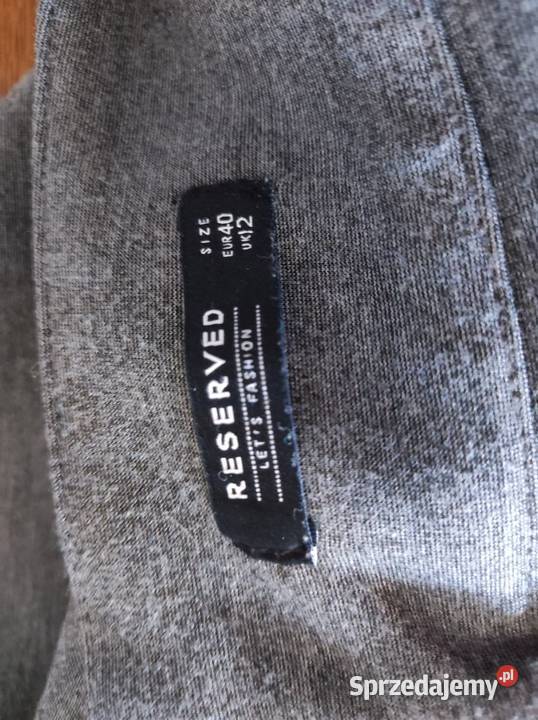 RESERVED
LET'S FASHION
SIZE
EUR40
UK12
Sprzedajemy.pl